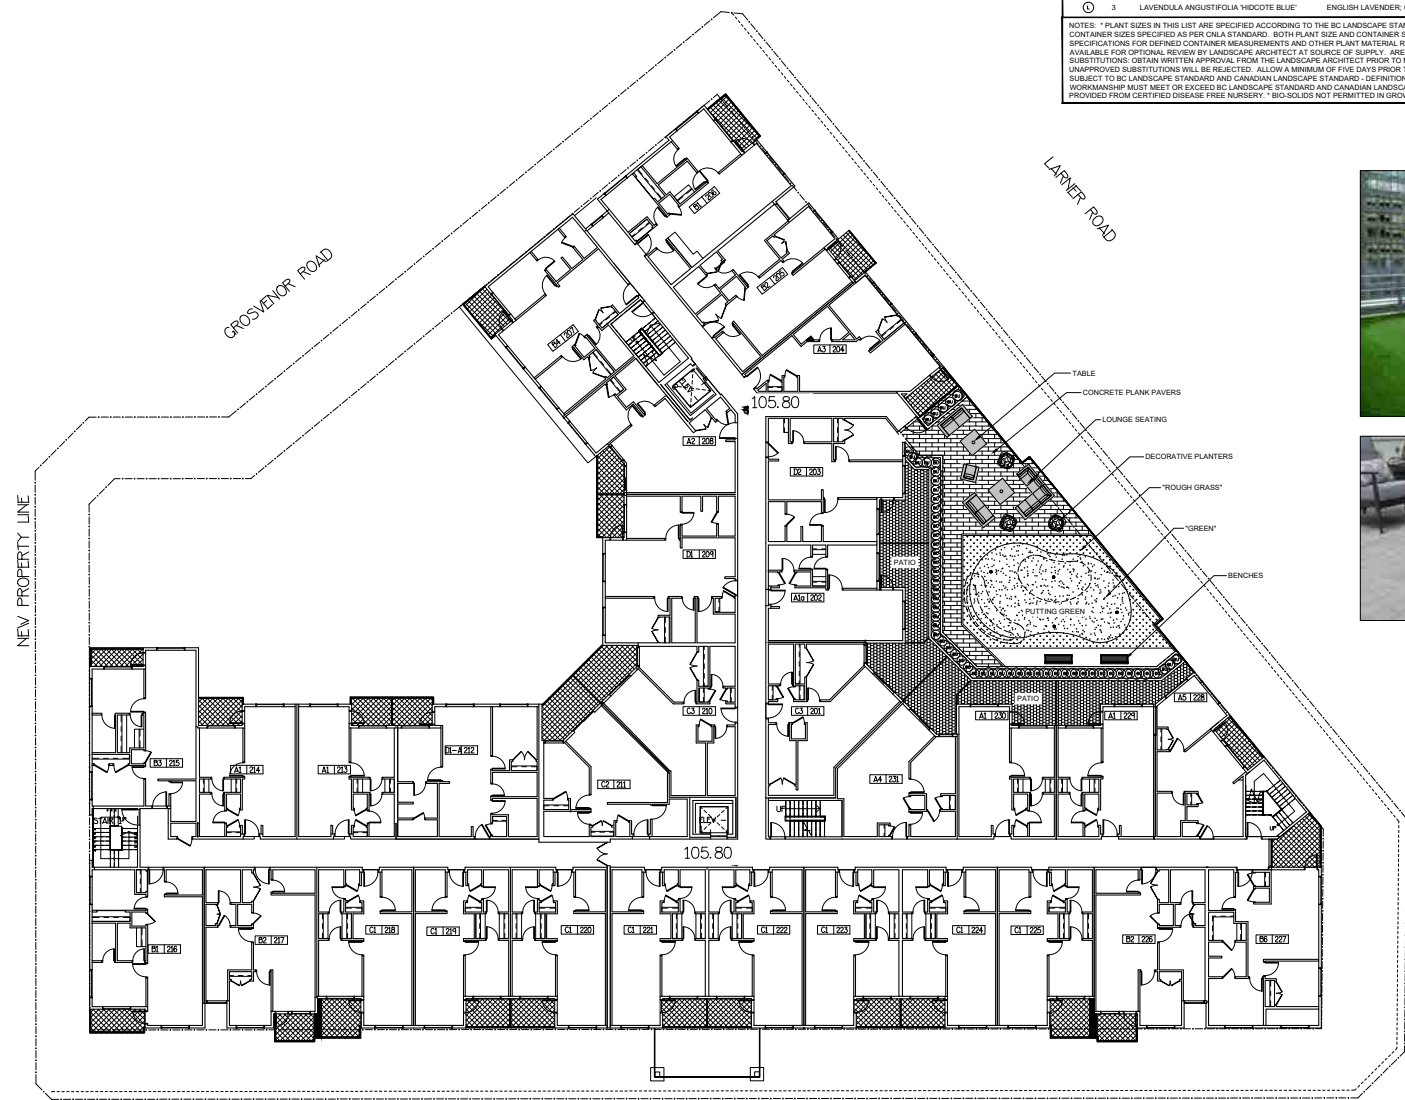 L 3 LAVENDULA ANGUSTIFOLIA 'HIDCOTE BLUE' ENGLISH LAVENDER;
NOTES: * PLANT SIZES IN THIS LIST ARE SPECIFIED ACCORDING TO THE BC LANDSCAPE
CONTAINER SIZES SPECIFIED AS PER CNLA STANDARD. BOTH PLANT SIZE AND CONTAINER
SPECIFICATIONS FOR DEFINED CONTAINER MEASUREMENTS AND OTHER PLANT MATERIAL
AVAILABLE FOR OPTIONAL REVIEW BY LANDSCAPE ARCHITECT AT SOURCE OF SUPPLY.
SUBSTITUTIONS: OBTAIN WRITTEN APPROVAL FROM THE LANDSCAPE ARCHITECT PRIOR TO
UNAPPROVED SUBSTITUTIONS WILL BE REJECTED. ALLOW A MINIMUM OF FIVE DAYS PRIOR
SUBJECT TO BC LANDSCAPE STANDARD AND CANADIAN LANDSCAPE STANDARD -
WORKMANSHIP MUST MEET OR EXCEED BC LANDSCAPE STANDARD AND CANADIAN
PROVIDED FROM CERTIFIED DISEASE FREE NURSERY. * BIO-SOLIDS NOT PERMITTED IN
LARNER ROAD
GROSVENOR ROAD
NEW PROPERTY LINE
B1 206
B2 205
B4 207
A3 204
ELEV
105.80
A2 208
D2 203
D1 209
A1a 202
TABLE
CONCRETE PLANK PAVERS
LOUNGE SEATING
DECORATIVE PLANTERS
"ROUGH GRASS"
"GREEN"
BENCHES
PATIO
PUTTING GREEN
PATIO
C3 210
C3 201
A1 230
A1 229
A5 228
B3 215
A1 214
A1 213
D1-A 212
C2 211
A4 231
STAIR
UP
ELEV
UP
UP
105.80
B1 216
B2 217
C1 218
C1 219
C1 220
C1 221
C1 222
C1 223
C1 224
C1 225
B2 226
B6 227